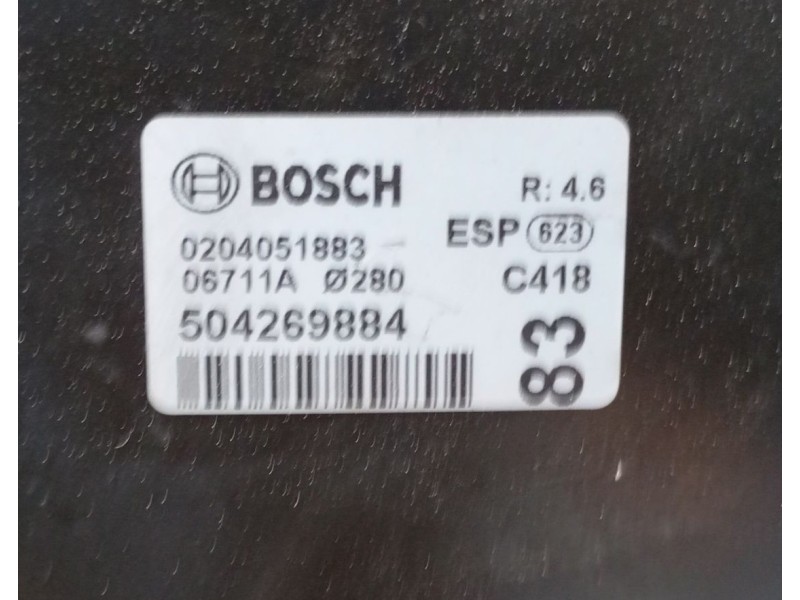 BOSCH R: 4.6
0204051883 ESP 623
06711A Ø280 C418
504269884
83